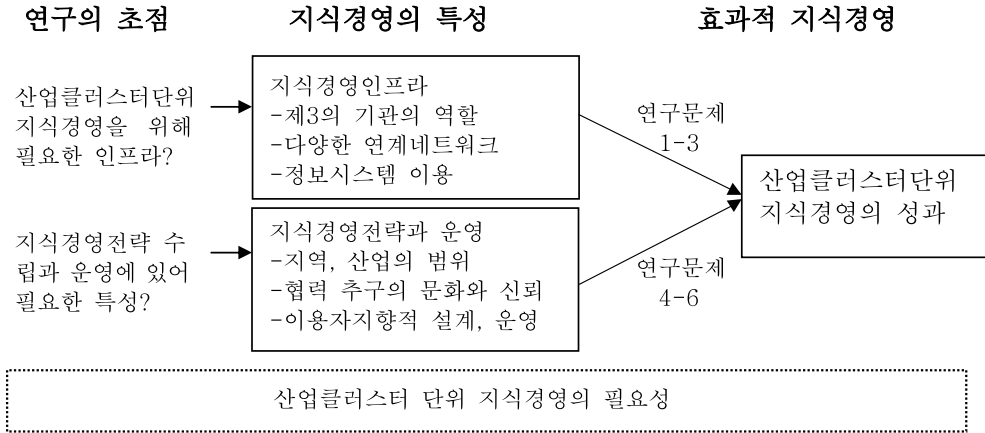 연구의 초점
지식경영의 특성
효과적 지식경영
산업클러스터단위
지식경영을 위해
필요한 인프라?
지식경영인프라
-제3의 기관의 역할
-다양한 연계네트워크
-정보시스템 이용
연구문제
1-3
산업클러스터단위
지식경영의 성과
지식경영전략 수
립과 운영에 있어
필요한 특성?
지식경영전략과 운영
-지역, 산업의 범위
-협력 추구의 문화와 신뢰
-이용자지향적 설계, 운영
연구문제
4-6
산업클러스터 단위 지식경영의 필요성